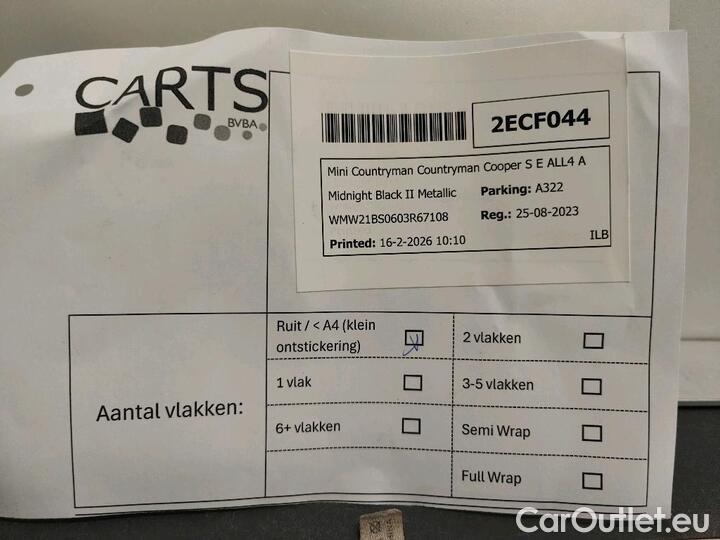 CARTS
BVBA
2ECF044
Mini Countryman Countryman Cooper S E ALL4 A
Midnight Black II Metallic Parking: A322
WMW21BS0603R67108 Reg.: 25-08-2023
Printed: 16-2-2026 10:10 ILB
Aantal vlakken:
Ruit / < A4 (klein
ontstickering)
2 vlakken
1 vlak
3-5 vlakken
6+ vlakken
Semi Wrap
Full Wrap
CarOutlet.eu